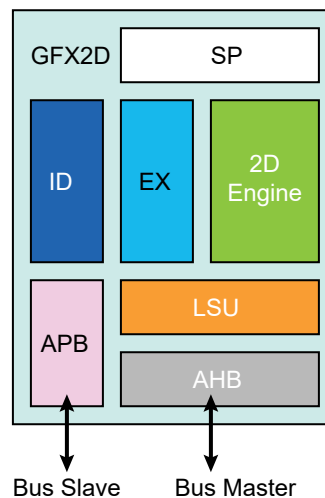 GFX2D
SP
ID
EX
2D
Engine
LSU
APB
AHB
Bus Slave
Bus Master